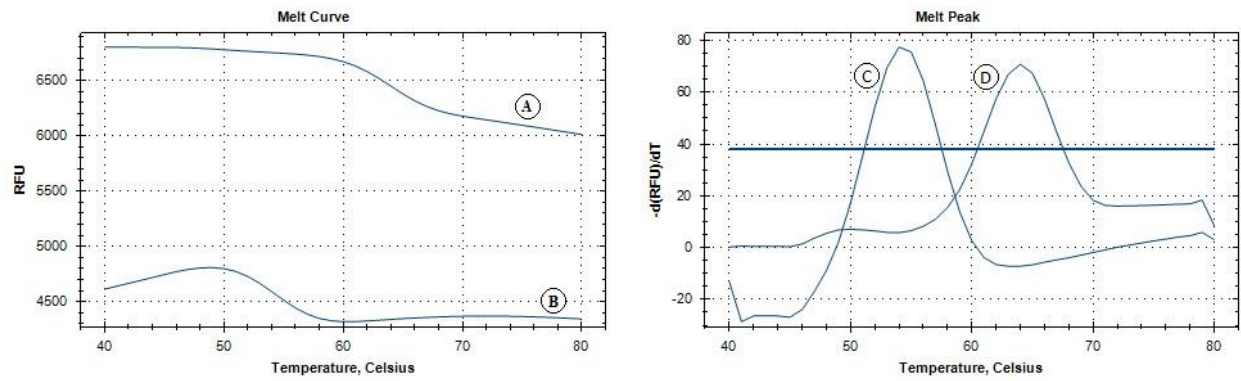 Melt Curve
RFU
6500
6000
5500
5000
4500
40
50
60
70
80
Temperature, Celsius
A
B
Melt Peak
-d(RFU)/dT
80
60
40
20
0
-20
40
50
60
70
80
Temperature, Celsius
C
D